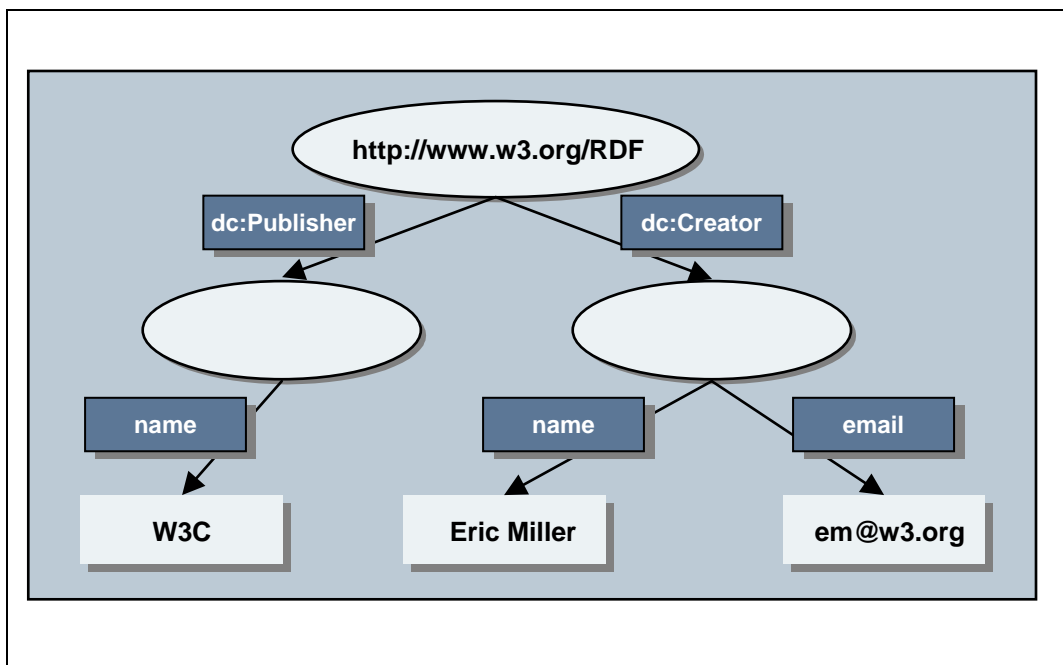 http://www.w3.org/RDF
dc:Publisher
dc:Creator
name
name
email
W3C
Eric Miller
em@w3.org